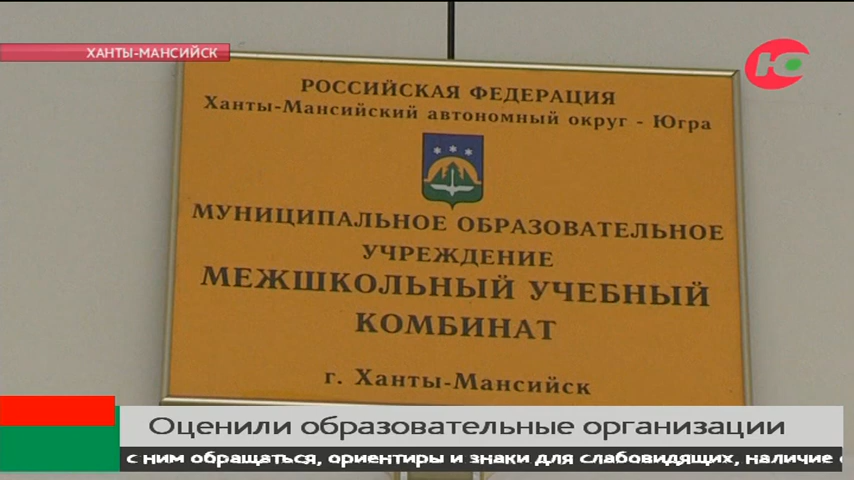 ХАНТЫ-МАНСИЙСК
Ю
РОССИЙСКАЯ ФЕДЕРАЦИЯ
Ханты-Мансийский автономный округ - Югра
МУНИЦИПАЛЬНОЕ ОБРАЗОВАТЕЛЬНОЕ
УЧРЕЖДЕНИЕ
МЕЖШКОЛЬНЫЙ УЧЕБНЫЙ
КОМБИНАТ
г. Ханты-Мансийск
Оценили образовательные организации
с ним обращаться, ориентиры и знаки для слабовидящих, наличие